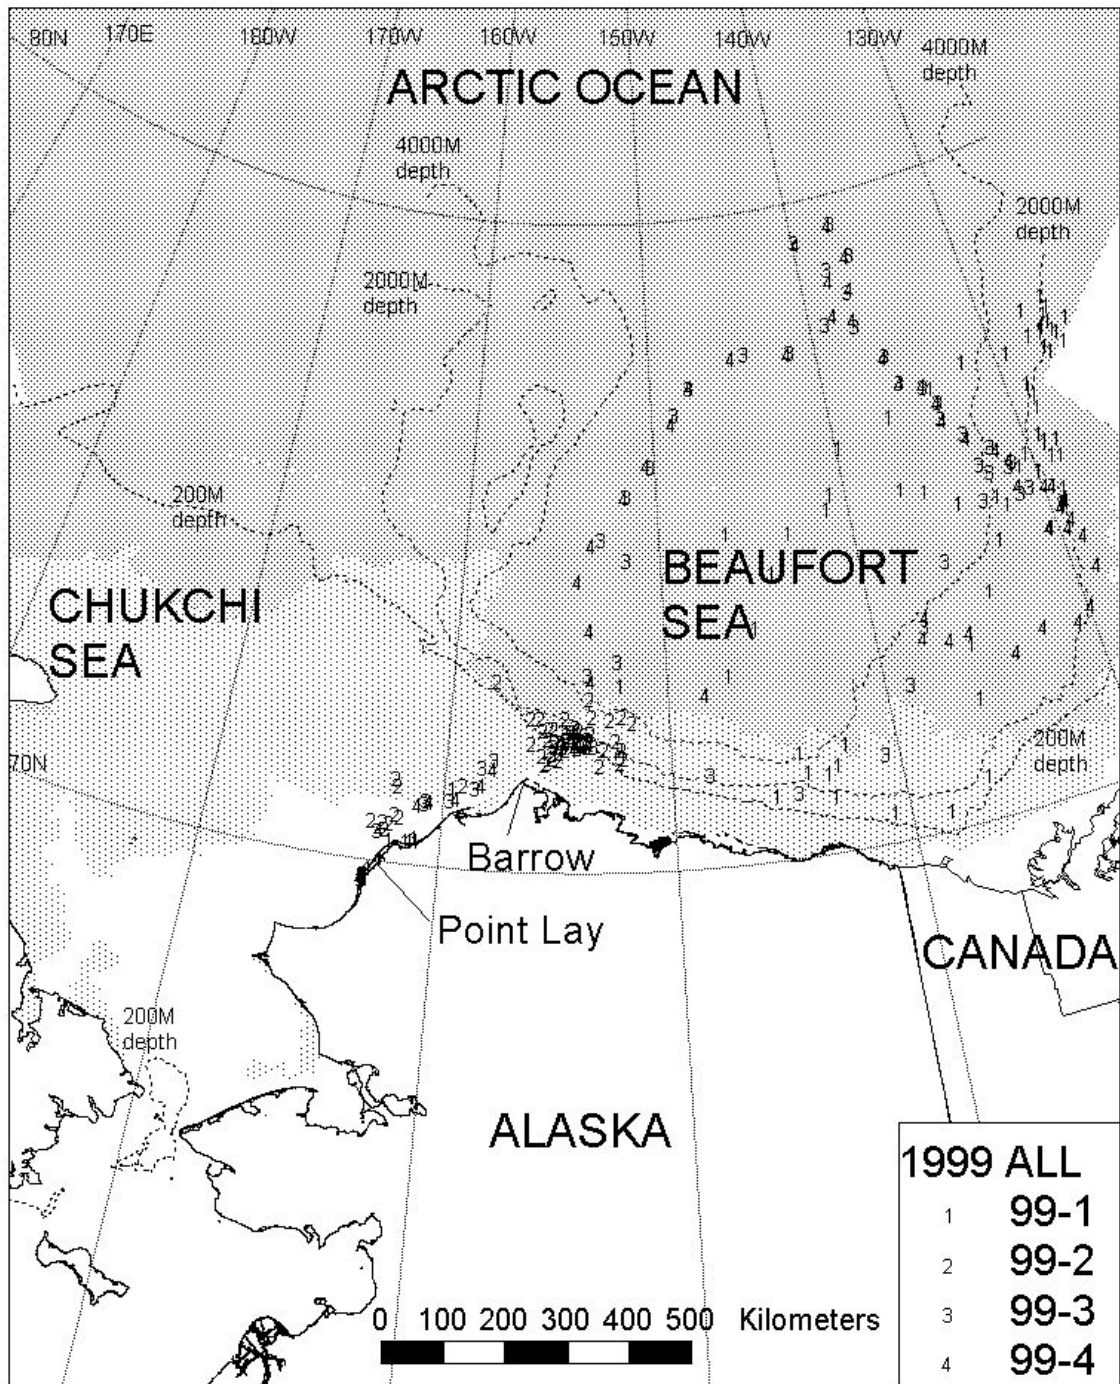 80N 170E 180W 170W 160W 150W 140W 130W
4000M
depth
ARCTIC OCEAN
4000M
depth
2000M
depth
2000M
depth
200M
depth
BEAUFORT
SEA
CHUKCHI
SEA
200M
depth
70N
Barrow
Point Lay
CANADA
200M
depth
ALASKA
1999 ALL
1 99-1
2 99-2
3 99-3
4 99-4
0 100 200 300 400 500 Kilometers